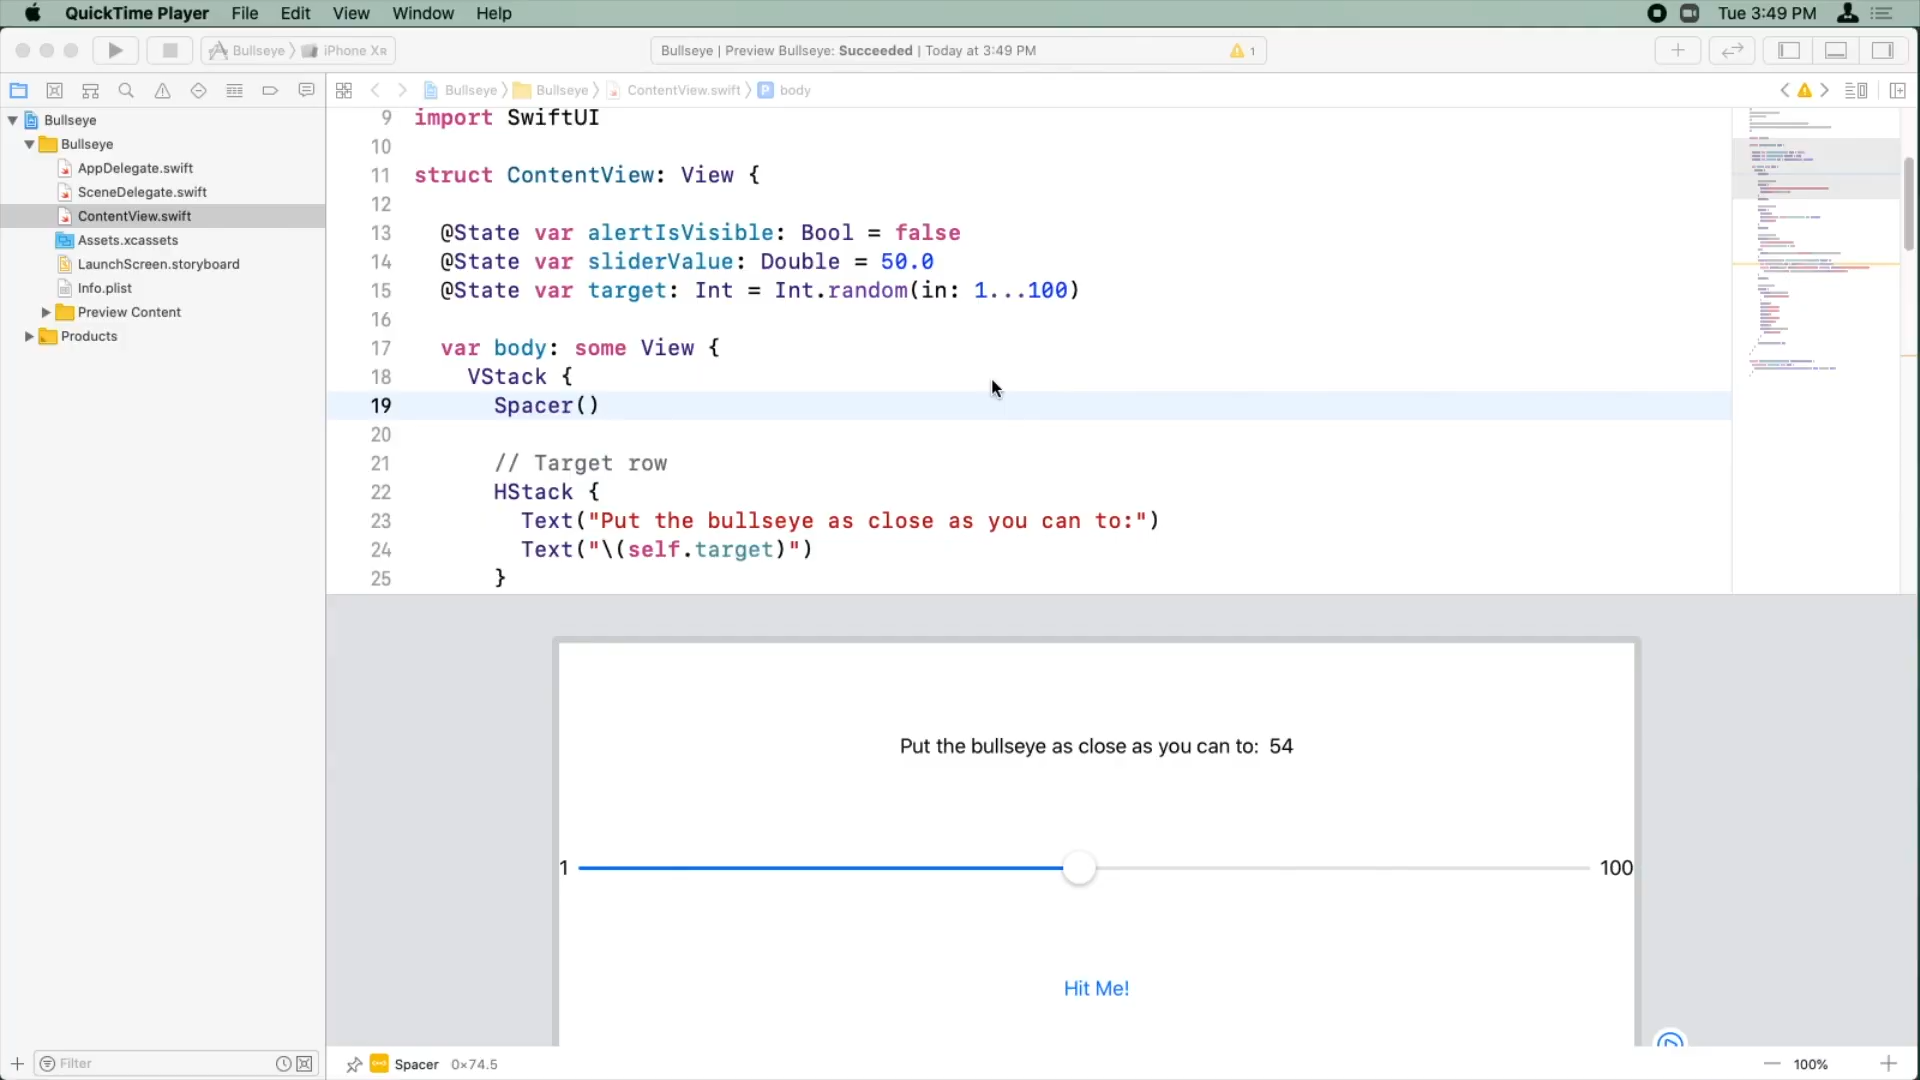 QuickTime Player File Edit View Window Help Tue 3:49 PM
Bullseye 〉 iPhone XR
Bullseye | Preview Bullseye: Succeeded | Today at 3:49 PM
1
Bullseye 〉 Bullseye 〉 ContentView.swift 〉 P body
Bullseye
Bullseye
AppDelegate.swift
SceneDelegate.swift
ContentView.swift
Assets.xcassets
LaunchScreen.storyboard
Info.plist
Preview Content
Products
Filter
9 import SwiftUI
10
11 struct ContentView: View {
12
13 @State var alertIsVisible: Bool = false
14 @State var sliderValue: Double = 50.0
15 @State var target: Int = Int.random(in: 1...100)
16
17 var body: some View {
18 VStack {
19 Spacer()
20
21 // Target row
22 HStack {
23 Text("Put the bullseye as close as you can to:")
24 Text("\(self.target)")
25 }
Put the bullseye as close as you can to: 54
1 100
Hit Me!
Spacer 0×74.5
100%